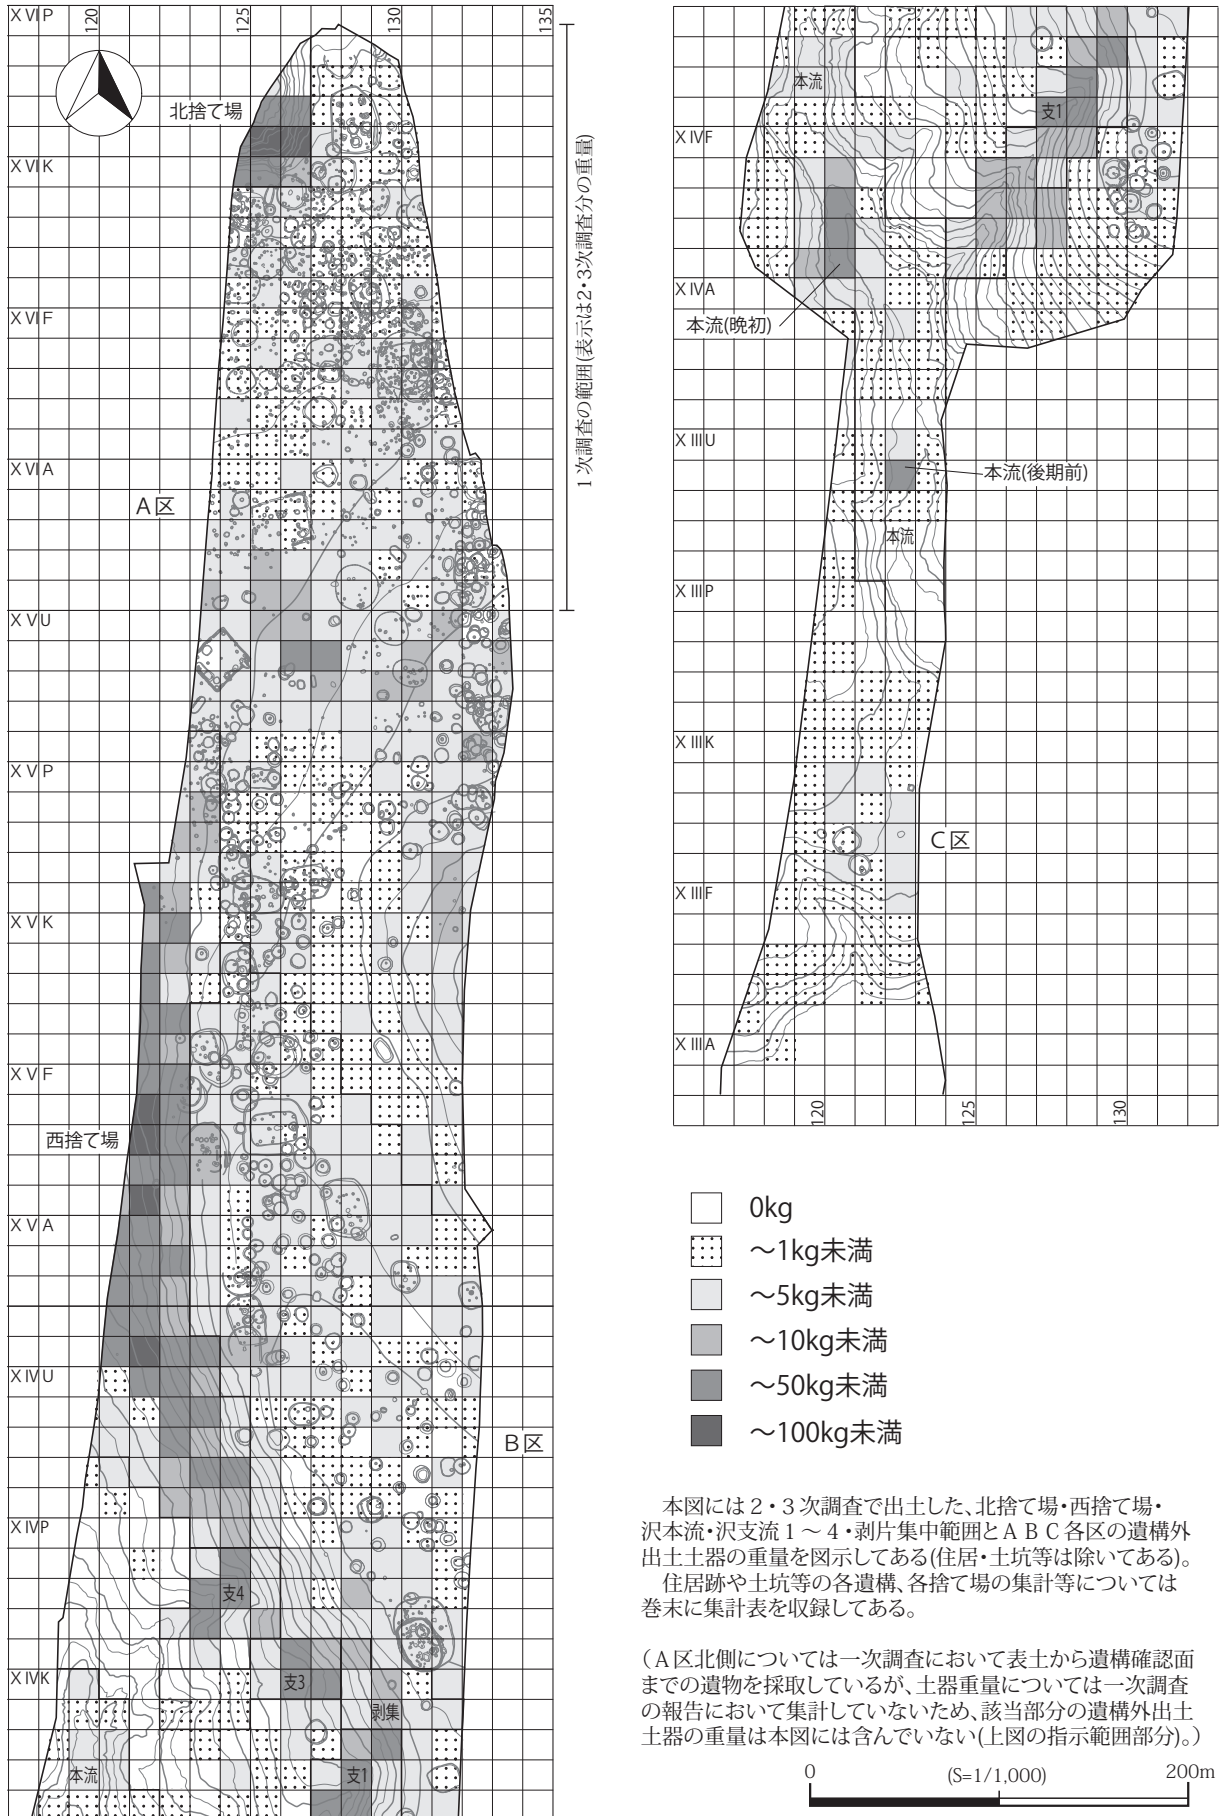 XVIP
120
125
130
135
北捨て場
XVIK
1次調査の範囲(表示は2・3次調査分の重量)
XVIF
XVIA
A区
XVU
XVP
XVK
XVF
西捨て場
XVA
XIVU
B区
XIVP
支4
XIVK
支3
剥集
本流
支1
本流
支1
XIVF
XIVA
本流(晩初)
XIIIU
本流(後期前)
本流
XIIIP
XIIIK
C区
XIIIF
XIIIA
120
125
130
0kg
～1kg未満
～5kg未満
～10kg未満
～50kg未満
～100kg未満
本図には2・3次調査で出土した、北捨て場・西捨て場・
沢本流・沢支流1～4・剥片集中範囲とABC各区の遺構外
出土土器の重量を図示してある(住居・土坑等は除いてある)。
住居跡や土坑等の各遺構、各捨て場の集計等については
巻末に集計表を収録してある。
(A区北側については一次調査において表土から遺構確認面
までの遺物を採取しているが、土器重量については一次調査
の報告において集計していないため、該当部分の遺構外出土
土器の重量は本図には含んでいない(上図の指示範囲部分)。)
0 (S=1/1,000) 200m